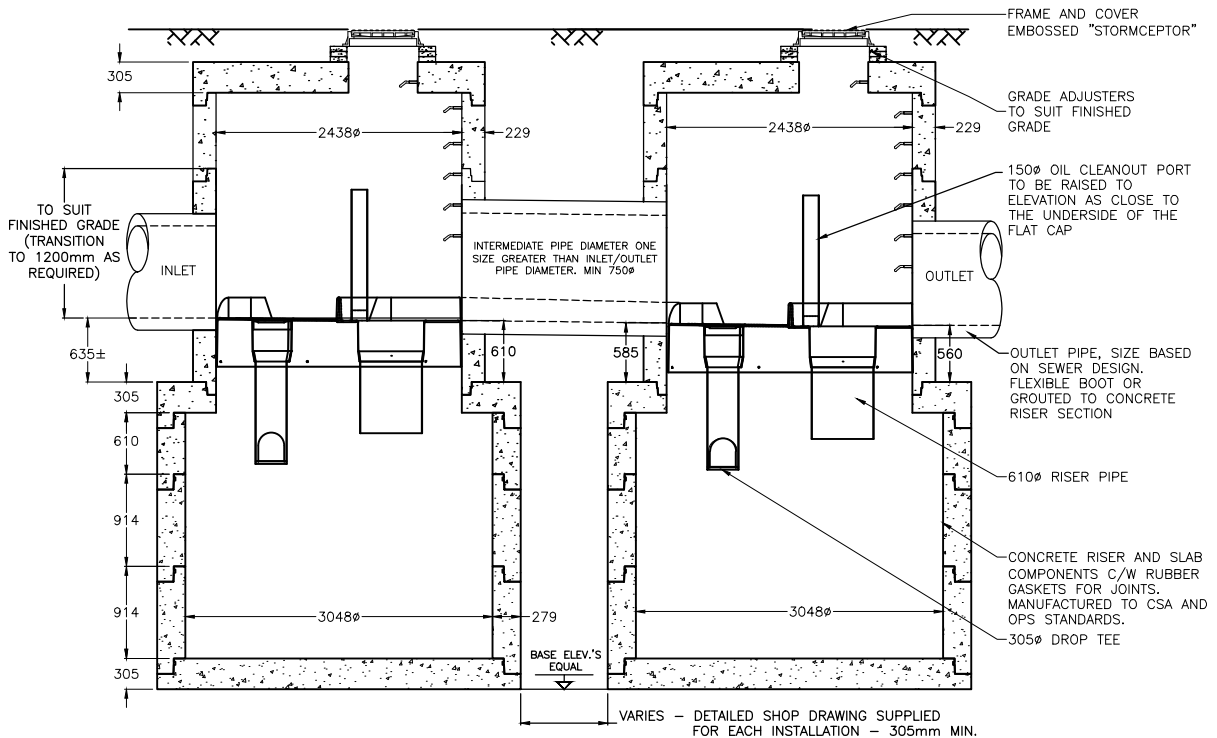 FRAME AND COVER
EMBOSSED "STORMCEPTOR"
305
GRADE ADJUSTERS
TO SUIT FINISHED
GRADE
2438ø
229
2438ø
229
150ø OIL CLEANOUT PORT
TO BE RAISED TO
ELEVATION AS CLOSE TO
THE UNDERSIDE OF THE
FLAT CAP
TO SUIT
FINISHED GRADE
(TRANSITION
TO 1200mm AS
REQUIRED)
INLET
INTERMEDIATE PIPE DIAMETER ONE
SIZE GREATER THAN INLET/OUTLET
PIPE DIAMETER. MIN 750ø
OUTLET
635±
610
585
560
OUTLET PIPE, SIZE BASED
ON SEWER DESIGN.
FLEXIBLE BOOT OR
GROUTED TO CONCRETE
RISER SECTION
305
610
610ø RISER PIPE
914
CONCRETE RISER AND SLAB
COMPONENTS C/W RUBBER
GASKETS FOR JOINTS.
MANUFACTURED TO CSA AND
OPS STANDARDS.
914
3048ø
279
3048ø
305ø DROP TEE
305
BASE ELEV.'S
EQUAL
VARIES – DETAILED SHOP DRAWING SUPPLIED
FOR EACH INSTALLATION – 305mm MIN.